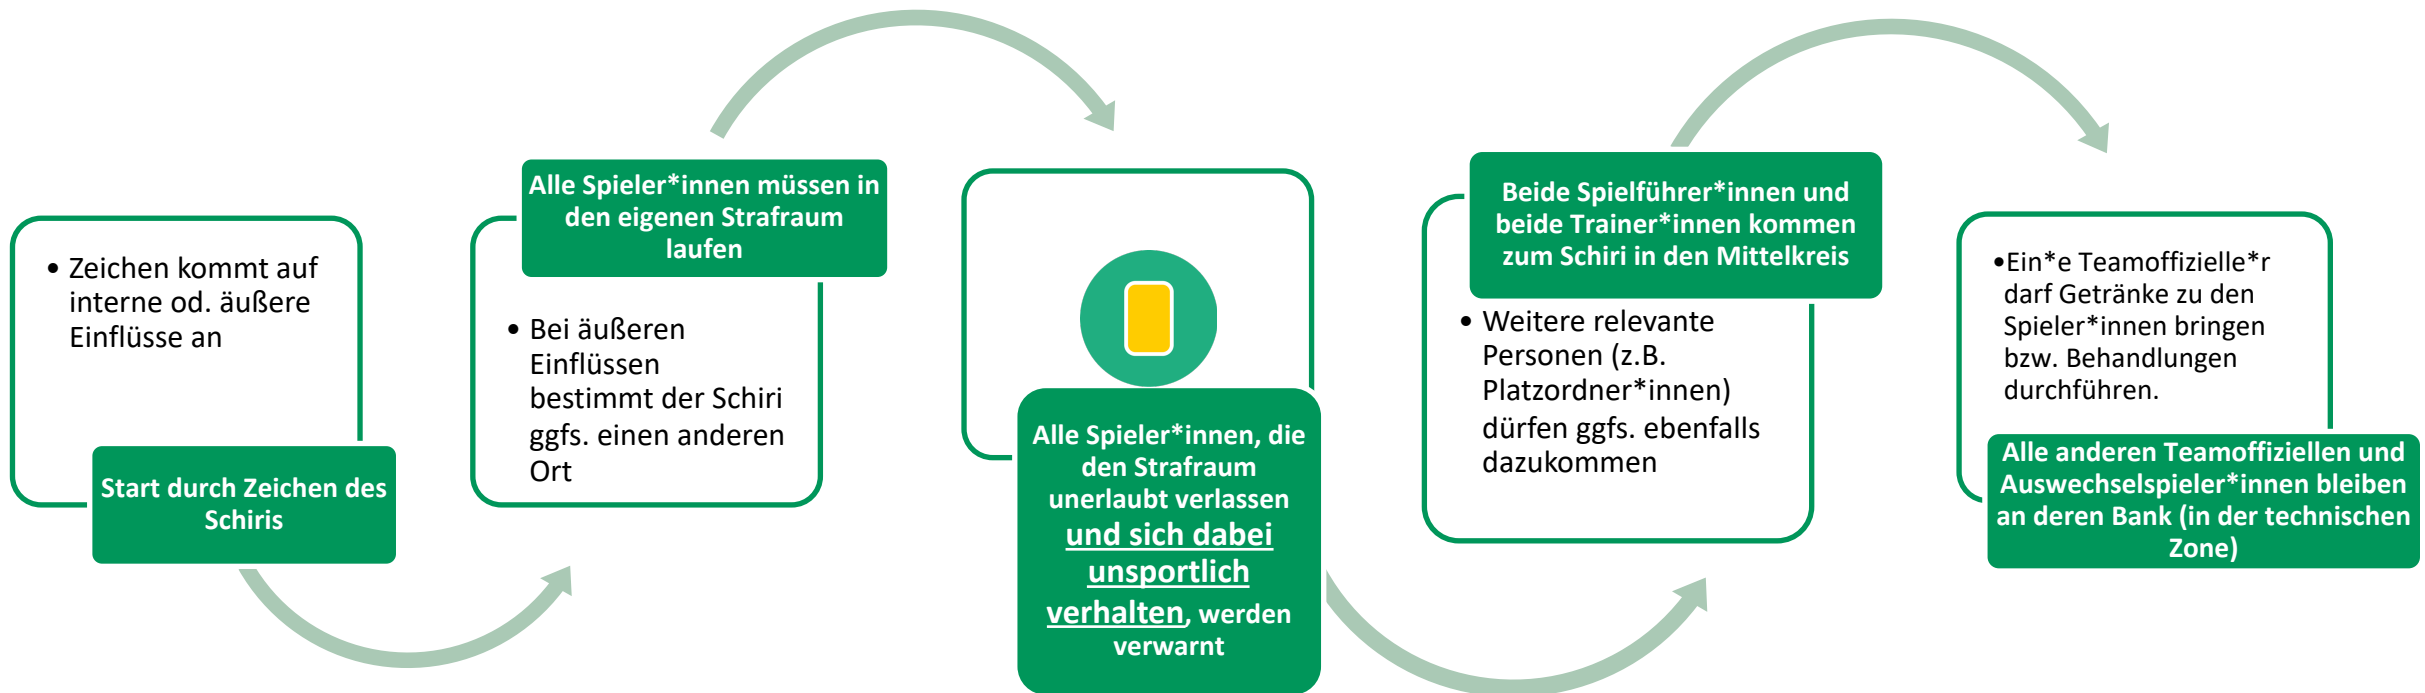 • Zeichen kommt auf
interne od. äußere
Einflüsse an
Start durch Zeichen des
Schiris
Alle Spieler*innen müssen in
den eigenen Strafraum
laufen
• Bei äußeren
Einflüssen
bestimmt der Schiri
ggfs. einen anderen
Ort
Alle Spieler*innen, die
den Strafraum
unerlaubt verlassen
und sich dabei
unsportlich
verhalten, werden
verwarnt
Beide Spielführer*innen und
beide Trainer*innen kommen
zum Schiri in den Mittelkreis
• Weitere relevante
Personen (z.B.
Platzordner*innen)
dürfen ggfs. ebenfalls
dazukommen
•Ein*e Teamoffizielle*r
darf Getränke zu den
Spieler*innen bringen
bzw. Behandlungen
durchführen.
Alle anderen Teamoffiziellen und
Auswechselspieler*innen bleiben
an deren Bank (in der technischen
Zone)